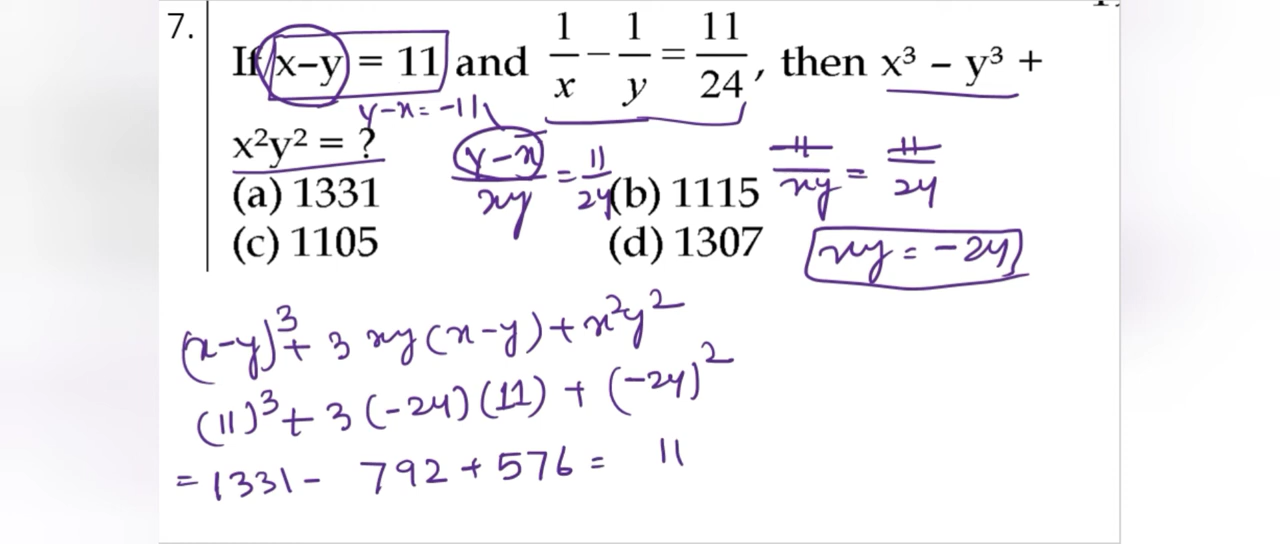 7. If x–y = 11 and 1/x – 1/y = 11/24, then x³ – y³ +
y-x = -11
x²y² = ?
(y-x)/xy = 11/24
-11/xy = 11/24
(a) 1331 (b) 1115
(c) 1105 (d) 1307
xy = -24
(x-y)³ + 3xy(x-y) + x²y²
(11)³ + 3(-24)(11) + (-24)²
= 1331 - 792 + 576 = 11